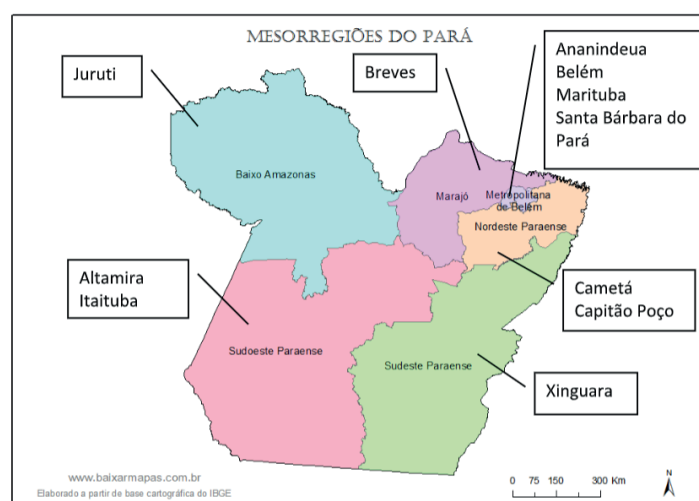 MESORREGIÕES DO PARÁ
Juruti
Breves
Ananindeua
Belém
Marituba
Santa Bárbara do
Pará
Baixo Amazonas
Marajó
Metropolitana
de Belém
Nordeste Paraense
Altamira
Itaituba
Cametá
Capitão Poço
Sudoeste Paraense
Sudeste Paraense
Xinguara
www.baixarmapas.com.br
Elaborado a partir de base cartográfica do IBGE
0 75 150 300 Km
N